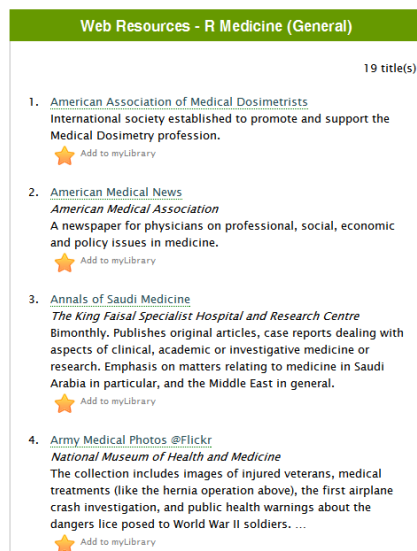 Web Resources - R Medicine (General)
19 title(s)
1. American Association of Medical Dosimetrists
International society established to promote and support the
Medical Dosimetry profession.
Add to myLibrary
2. American Medical News
American Medical Association
A newspaper for physicians on professional, social, economic
and policy issues in medicine.
Add to myLibrary
3. Annals of Saudi Medicine
The King Faisal Specialist Hospital and Research Centre
Bimonthly. Publishes original articles, case reports dealing with
aspects of clinical, academic or investigative medicine or
research. Emphasis on matters relating to medicine in Saudi
Arabia in particular, and the Middle East in general.
Add to myLibrary
4. Army Medical Photos @Flickr
National Museum of Health and Medicine
The collection includes images of injured veterans, medical
treatments (like the hernia operation above), the first airplane
crash investigation, and public health warnings about the
dangers lice posed to World War II soldiers. ...
Add to myLibrary